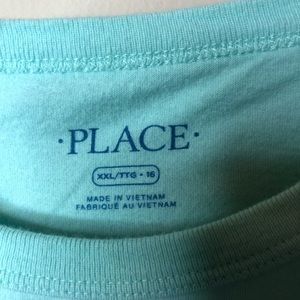 ·PLACE·
XXL/TTG - 16
MADE IN VIETNAM
FABRIQUÉ AU VIETNAM